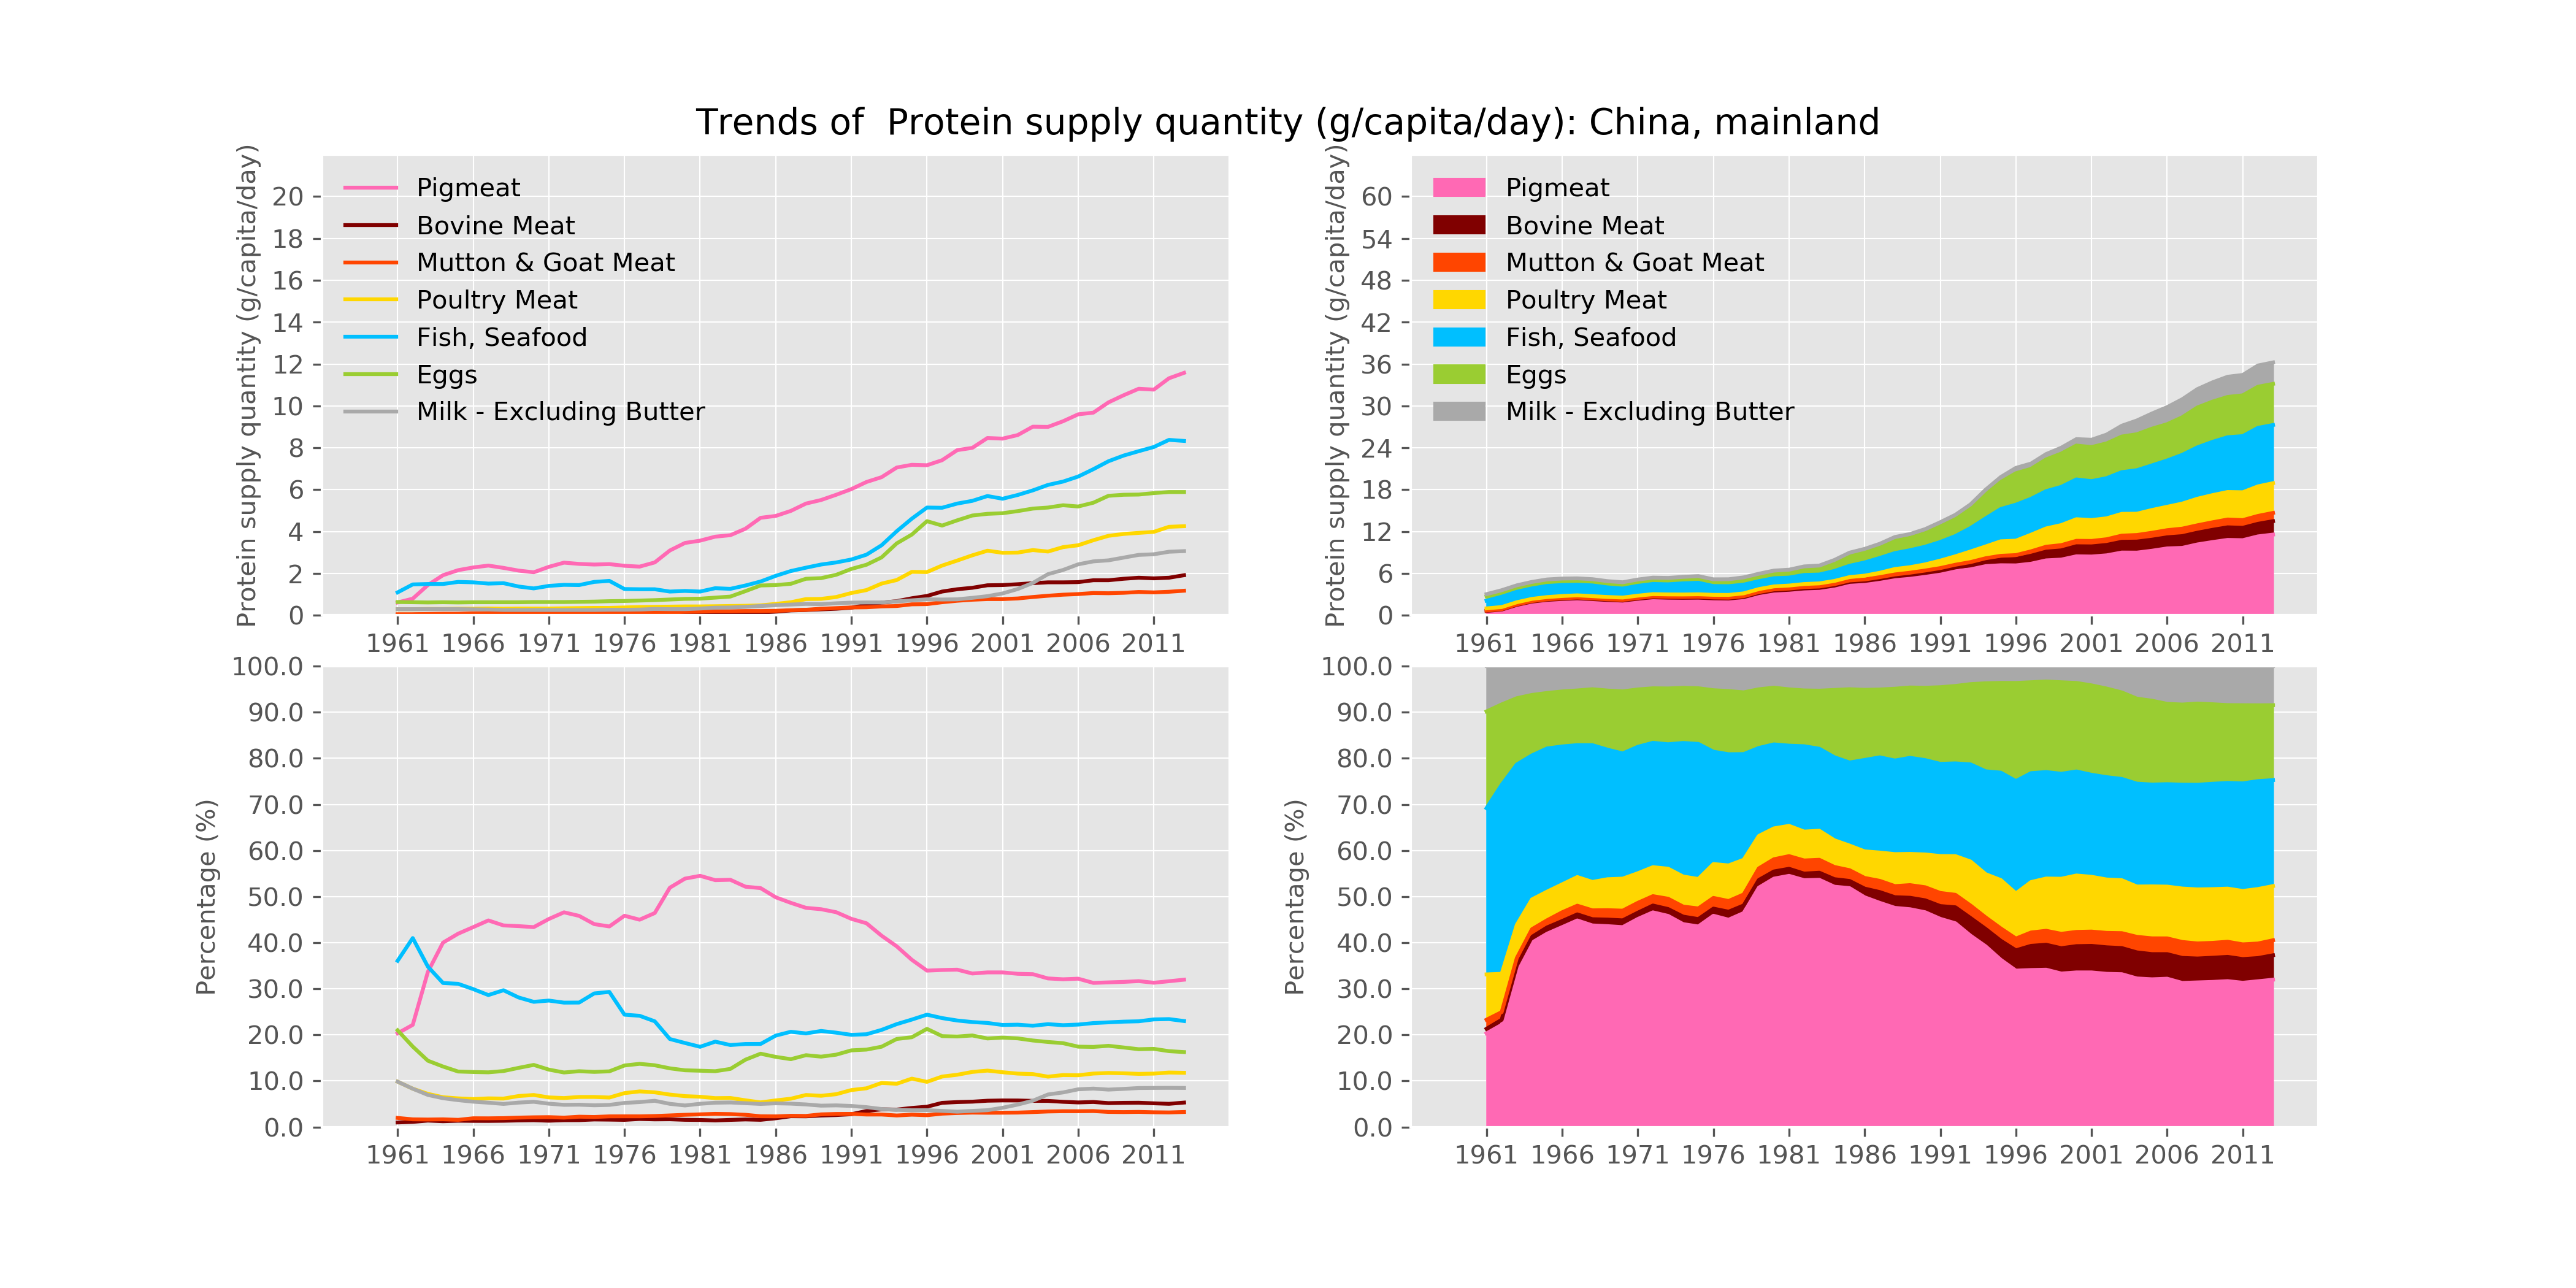 Trends of  Protein supply quantity (g/capita/day): China, mainland
Protein supply quantity (g/capita/day)
20
18
16
14
12
10
8
6
4
2
0
Pigmeat
Bovine Meat
Mutton & Goat Meat
Poultry Meat
Fish, Seafood
Eggs
Milk - Excluding Butter
1961 1966 1971 1976 1981 1986 1991 1996 2001 2006 2011
Protein supply quantity (g/capita/day)
60
54
48
42
36
30
24
18
12
6
0
Pigmeat
Bovine Meat
Mutton & Goat Meat
Poultry Meat
Fish, Seafood
Eggs
Milk - Excluding Butter
1961 1966 1971 1976 1981 1986 1991 1996 2001 2006 2011
Percentage (%)
100.0
90.0
80.0
70.0
60.0
50.0
40.0
30.0
20.0
10.0
0.0
1961 1966 1971 1976 1981 1986 1991 1996 2001 2006 2011
Percentage (%)
100.0
90.0
80.0
70.0
60.0
50.0
40.0
30.0
20.0
10.0
0.0
1961 1966 1971 1976 1981 1986 1991 1996 2001 2006 2011